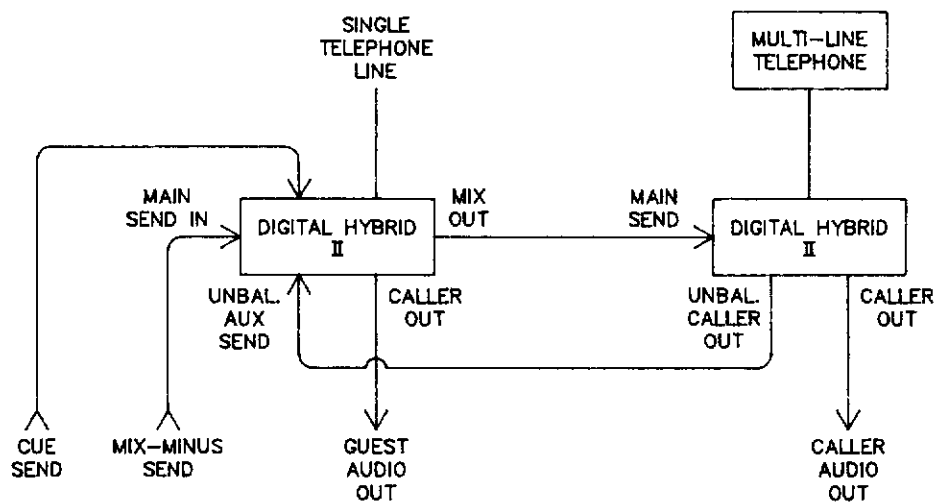 SINGLE
TELEPHONE
LINE
MULTI-LINE
TELEPHONE
MAIN
SEND IN
DIGITAL HYBRID
II
MIX
OUT
MAIN
SEND
DIGITAL HYBRID
II
UNBAL.
AUX
SEND
CALLER
OUT
UNBAL.
CALLER
OUT
CALLER
OUT
CUE
SEND
MIX-MINUS
SEND
GUEST
AUDIO
OUT
CALLER
AUDIO
OUT